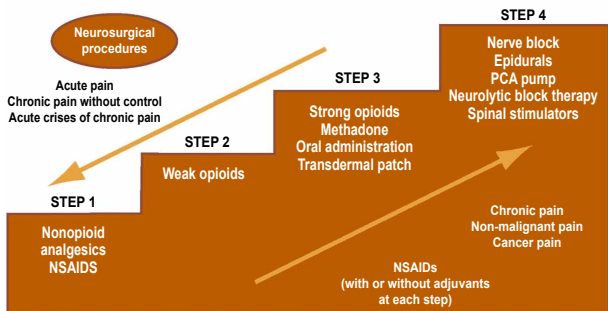 Neurosurgical
procedures
Acute pain
Chronic pain without control
Acute crises of chronic pain
STEP 1
Nonopioid
analgesics
NSAIDS
STEP 2
Weak opioids
STEP 3
Strong opioids
Methadone
Oral administration
Transdermal patch
STEP 4
Nerve block
Epidurals
PCA pump
Neurolytic block therapy
Spinal stimulators
Chronic pain
Non-malignant pain
Cancer pain
NSAIDs
(with or without adjuvants
at each step)